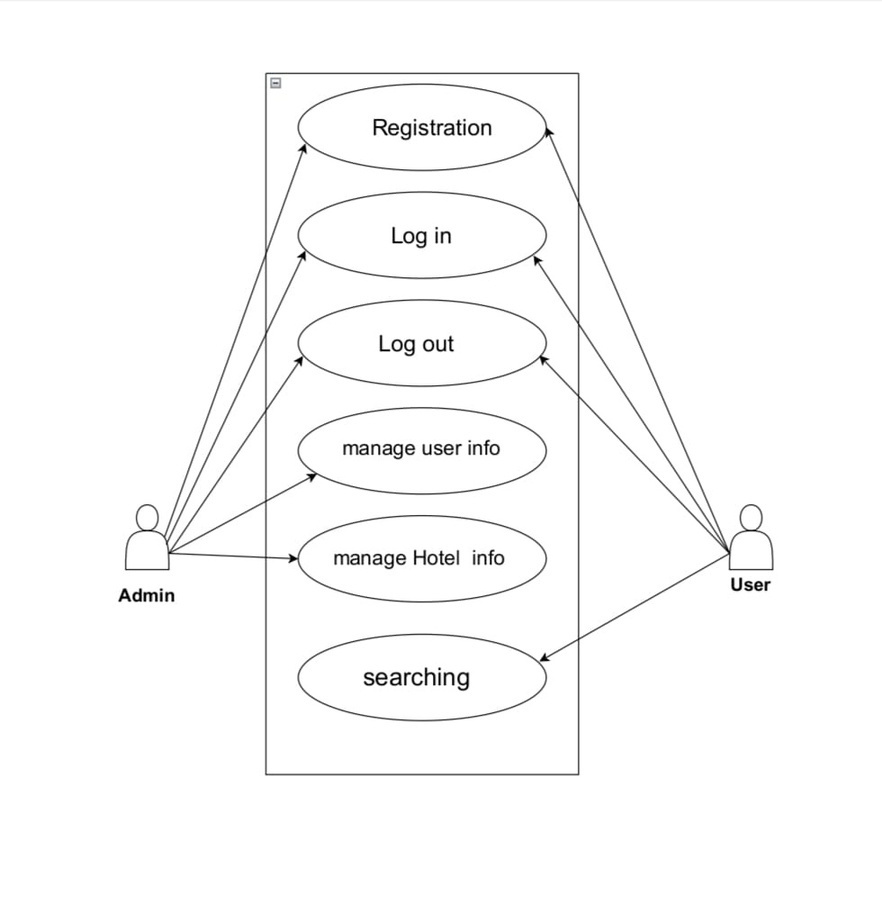 Registration
Log in
Log out
manage user info
manage Hotel  info
searching
Admin
User